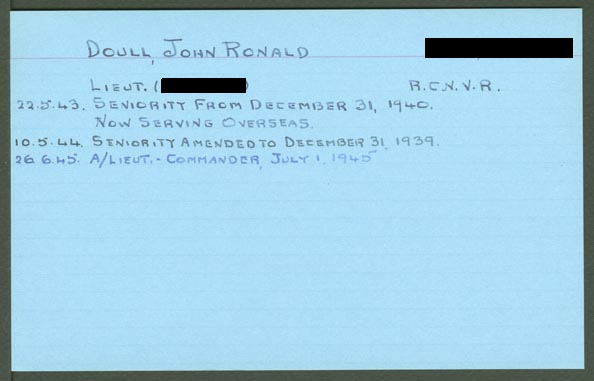 DOULL, JOHN RONALD
LIEUT. ( ) R.C.N.V.R.
22.5.43. SENIORITY FROM DECEMBER 31, 1940.
NOW SERVING OVERSEAS.
10.5.44. SENIORITY AMENDED TO DECEMBER 31, 1939.
26.6.45. A/LIEUT.-COMMANDER, JULY 1, 1945